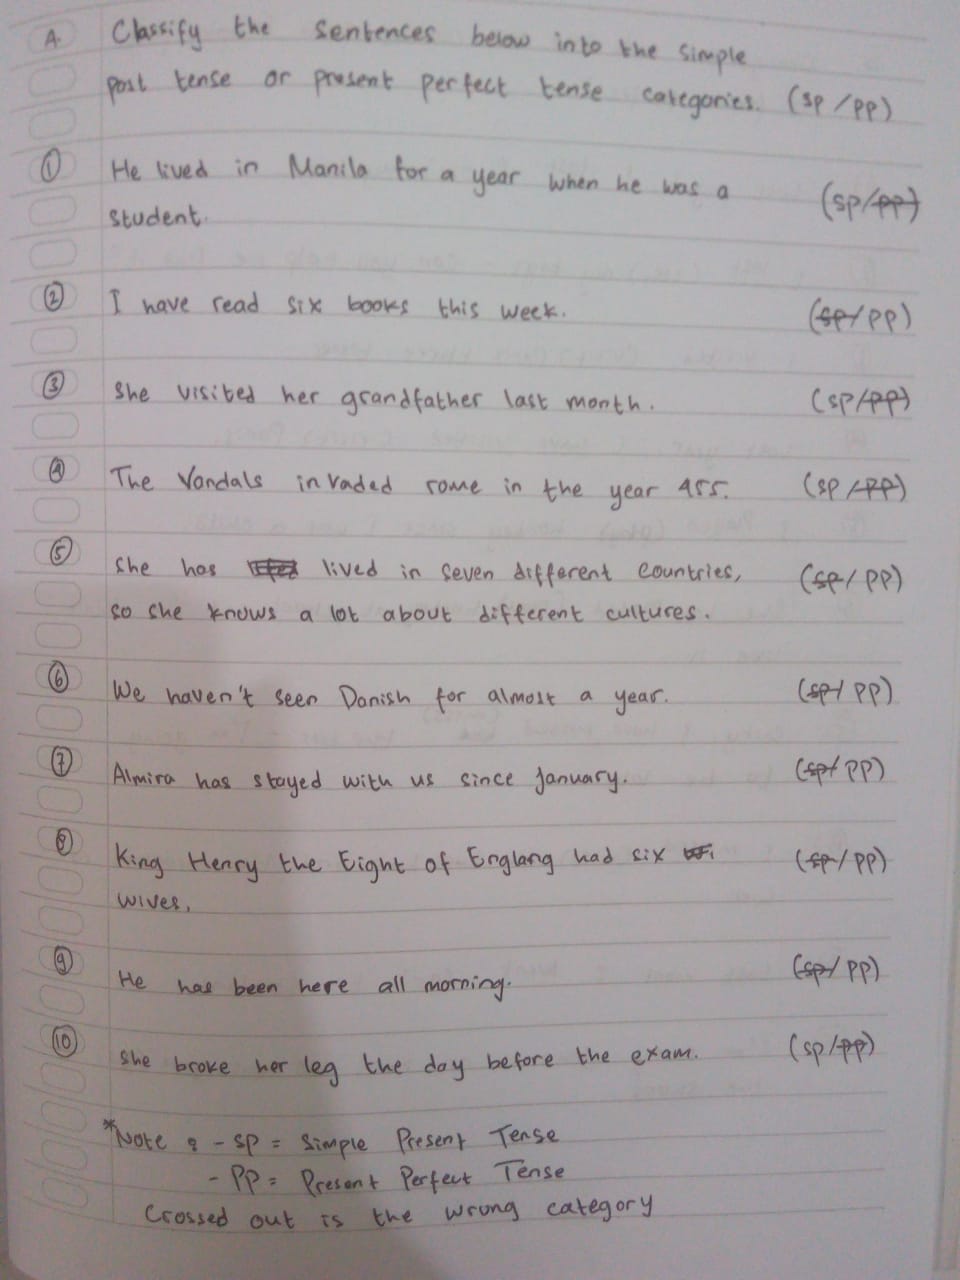 A. Classify the sentences below into the simple
past tense or present perfect tense categories. (sp/pp)
① He lived in Manila for a year when he was a (sp/pp)
student.
② I have read six books this week. (sp/pp)
③ She visited her grandfather last month. (sp/pp)
④ The Vandals invaded rome in the year 455. (sp/pp)
⑤ She has lived in seven different countries, (sp/pp)
so she knows a lot about different cultures.
⑥ We haven't seen Danish for almost a year. (sp/pp)
⑦ Almira has stayed with us since january. (sp/pp)
⑧ King Henry the Eight of Englang had six (sp/pp)
wives.
⑨ He has been here all morning. (sp/pp)
⑩ She broke her leg the day before the exam. (sp/pp)
*Note : - SP = Simple Present Tense
- PP = Present Perfect Tense
Crossed out is the wrong category